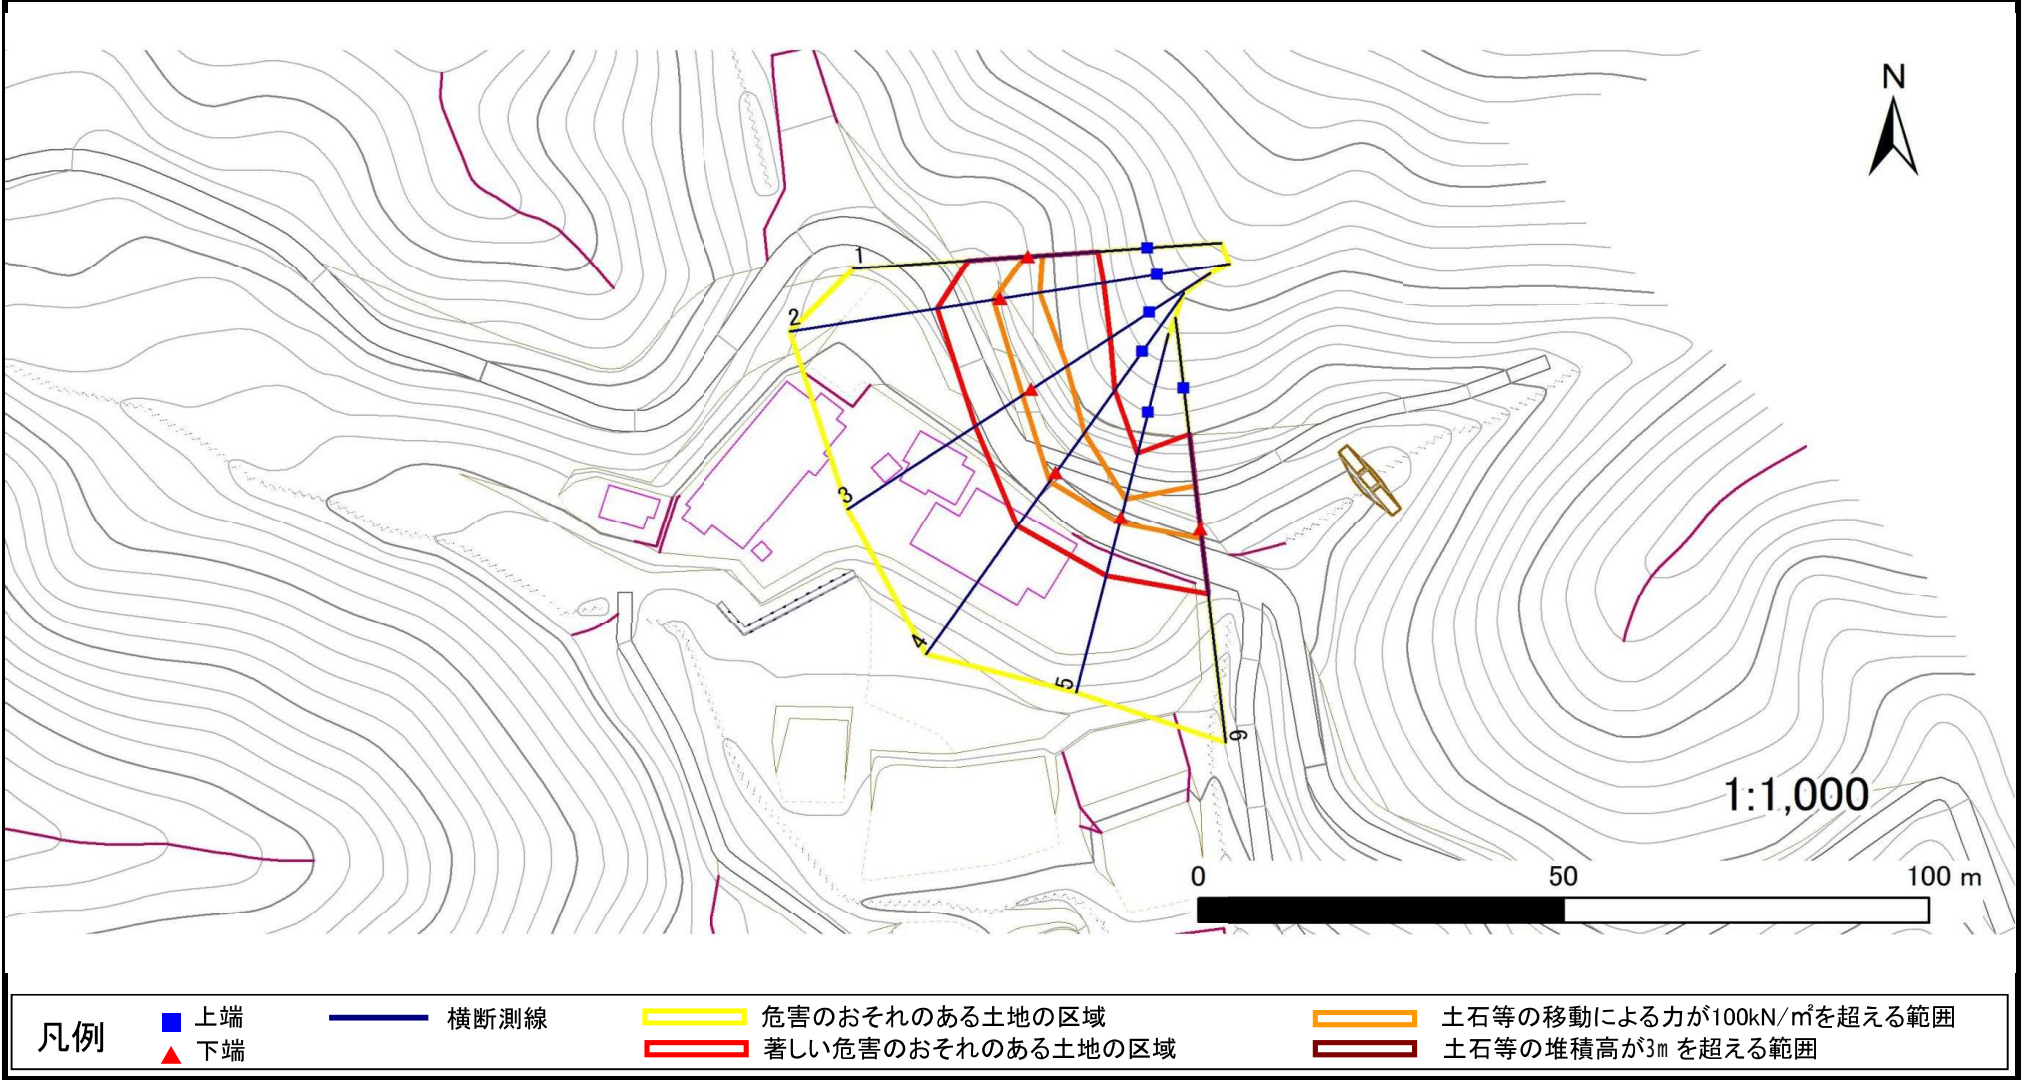 N
1
2
3
4
5
6
1:1,000
0 50 100 m
凡例
上端
下端
横断測線
危害のおそれのある土地の区域
著しい危害のおそれのある土地の区域
土石等の移動による力が100kN/㎡を超える範囲
土石等の堆積高が3m を超える範囲